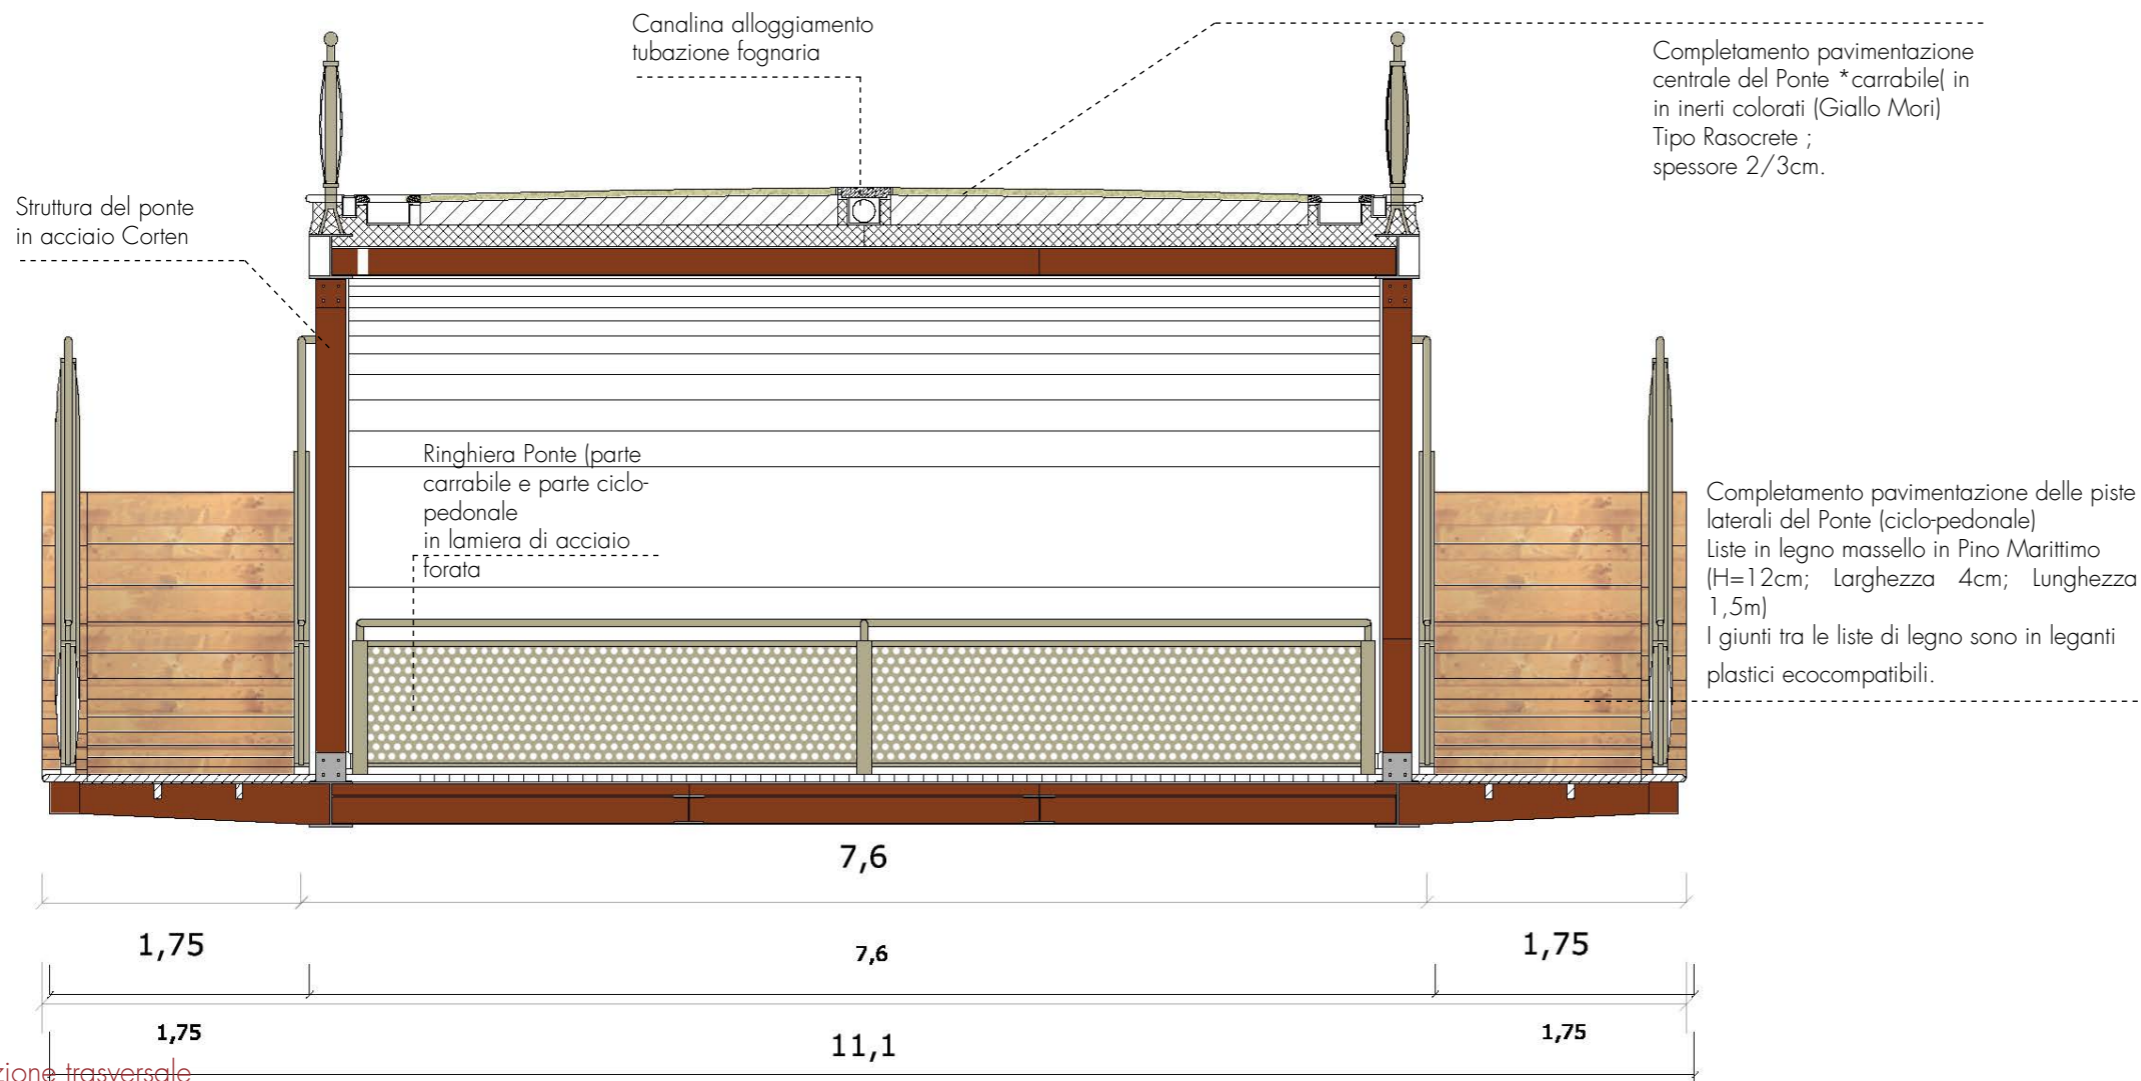 Canalina alloggiamento
tubazione fognaria
Completamento pavimentazione
centrale del Ponte *carrabile( in
in inerti colorati (Giallo Mori)
Tipo Rasocrete ;
spessore 2/3cm.
Struttura del ponte
in acciaio Corten
Ringhiera Ponte (parte
carrabile e parte ciclo-
pedonale
in lamiera di acciaio
forata
Completamento pavimentazione delle piste
laterali del Ponte (ciclo-pedonale)
Liste in legno massello in Pino Marittimo
(H=12cm; Larghezza 4cm; Lunghezza
1,5m)
I giunti tra le liste di legno sono in leganti
plastici ecocompatibili.
7,6
1,75
7,6
1,75
1,75
11,1
1,75
zione trasversale